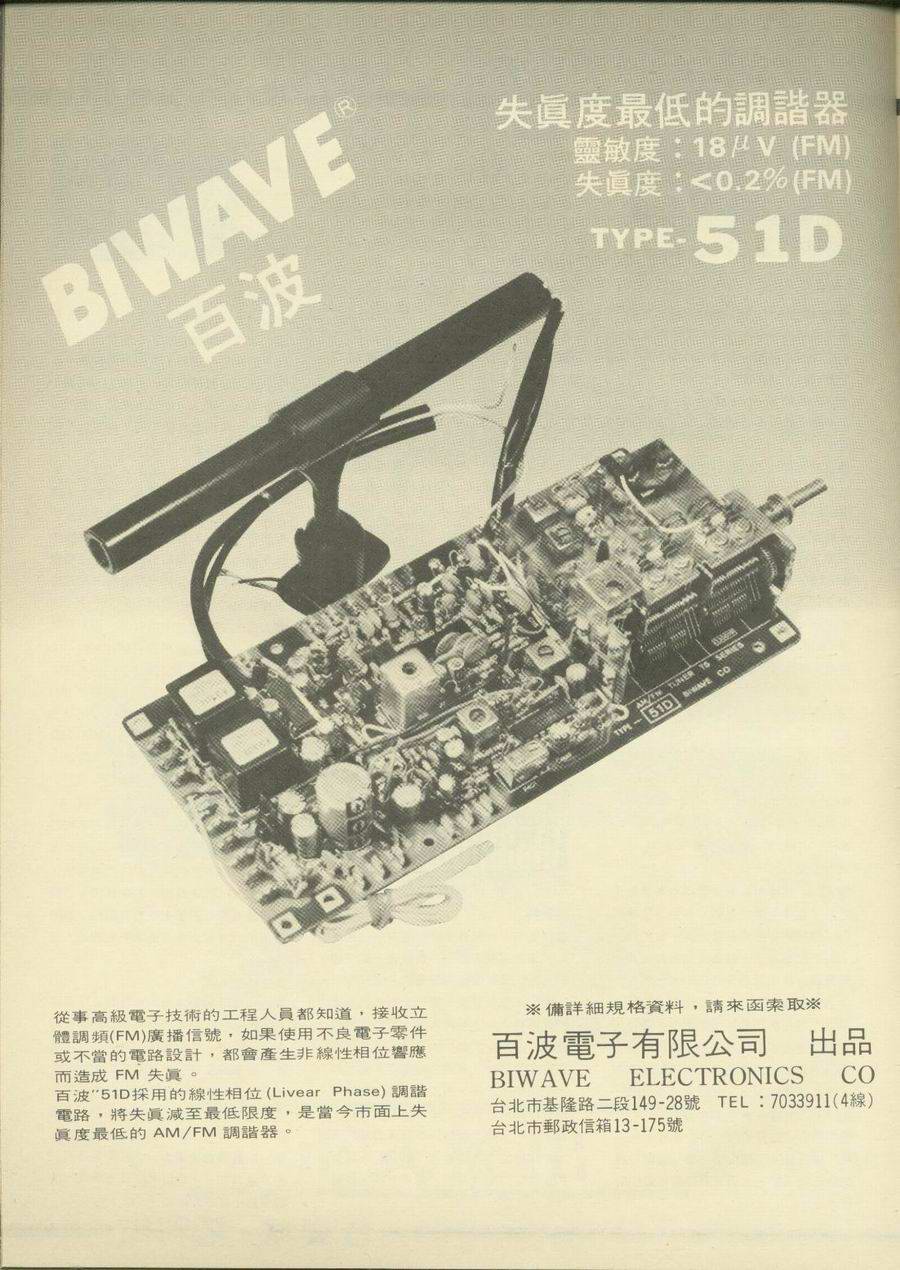 BIWAVE®
百波
失眞度最低的調諧器
靈敏度：18μV (FM)
失眞度：<0.2%(FM)
TYPE-51D
AM/FM TUNER TS SERIES
TYPE-51D BIWAVE CO
從事高級電子技術的工程人員都知道，接收立
體調頻(FM)廣播信號，如果使用不良電子零件
或不當的電路設計，都會產生非線性相位響應
而造成 FM 失眞。
百波"51D採用的線性相位(Livear Phase)調諧
電路，將失眞減至最低限度，是當今市面上失
眞度最低的 AM/FM 調諧器。
※備詳細規格資料，請來函索取※
百波電子有限公司 出品
BIWAVE ELECTRONICS CO
台北市基隆路二段149-28號 TEL：7033911(4線)
台北市郵政信箱13-175號